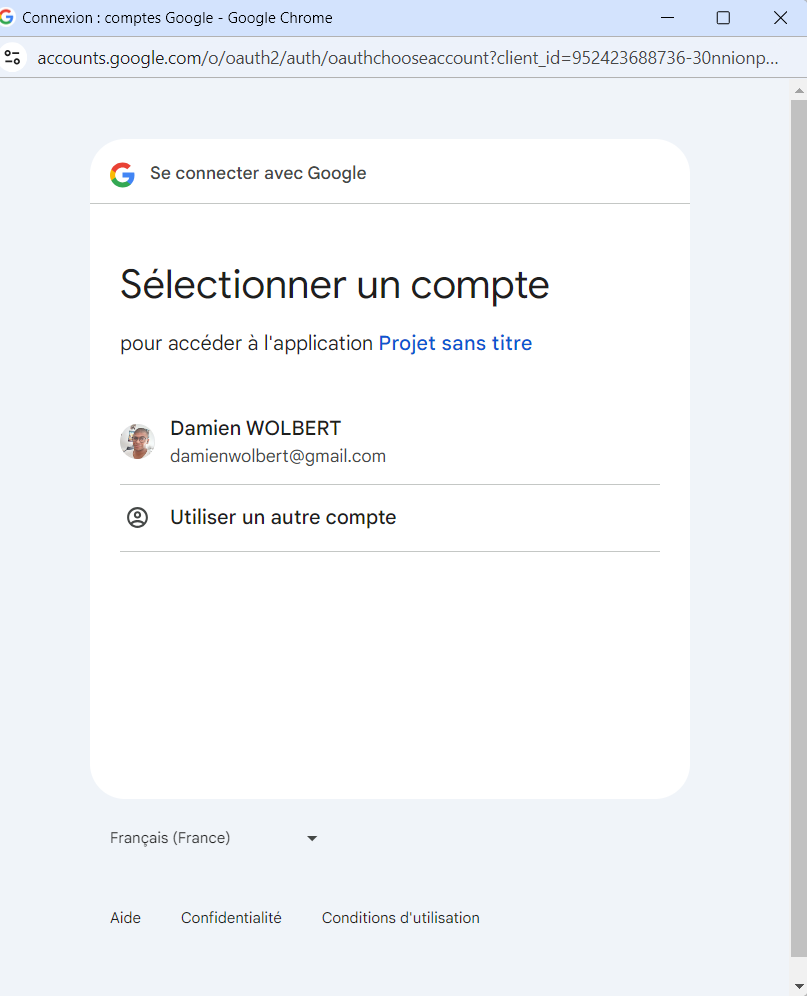 Connexion : comptes Google - Google Chrome
accounts.google.com/o/oauth2/auth/oauthchooseaccount?client_id=952423688736-30nnionp...
Se connecter avec Google
Sélectionner un compte
pour accéder à l'application Projet sans titre
Damien WOLBERT
damienwolbert@gmail.com
Utiliser un autre compte
Français (France)
Aide Confidentialité Conditions d'utilisation